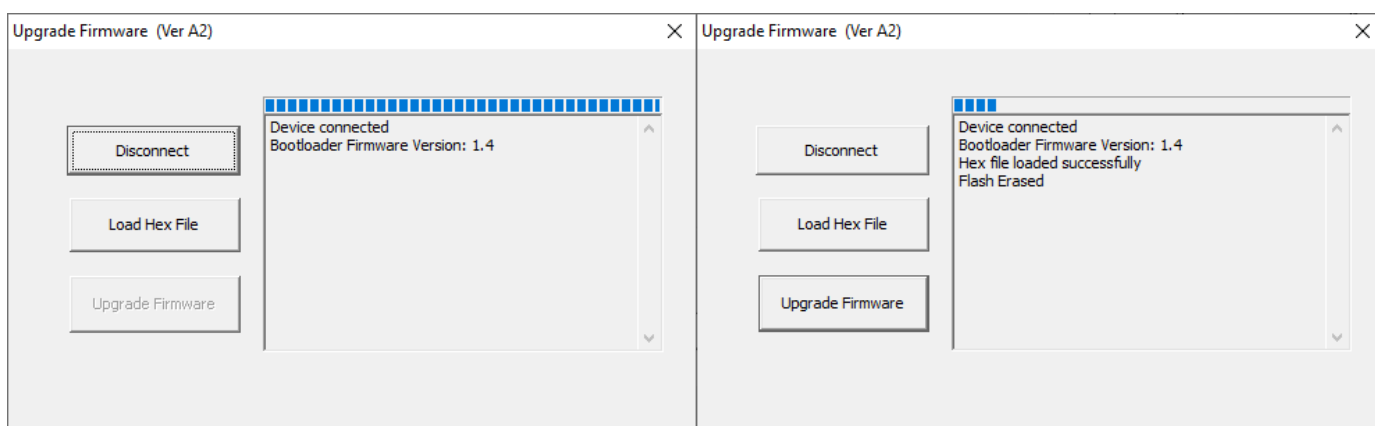 Upgrade Firmware (Ver A2)
Disconnect
Load Hex File
Upgrade Firmware
Device connected
Bootloader Firmware Version: 1.4
Upgrade Firmware (Ver A2)
Disconnect
Load Hex File
Upgrade Firmware
Device connected
Bootloader Firmware Version: 1.4
Hex file loaded successfully
Flash Erased